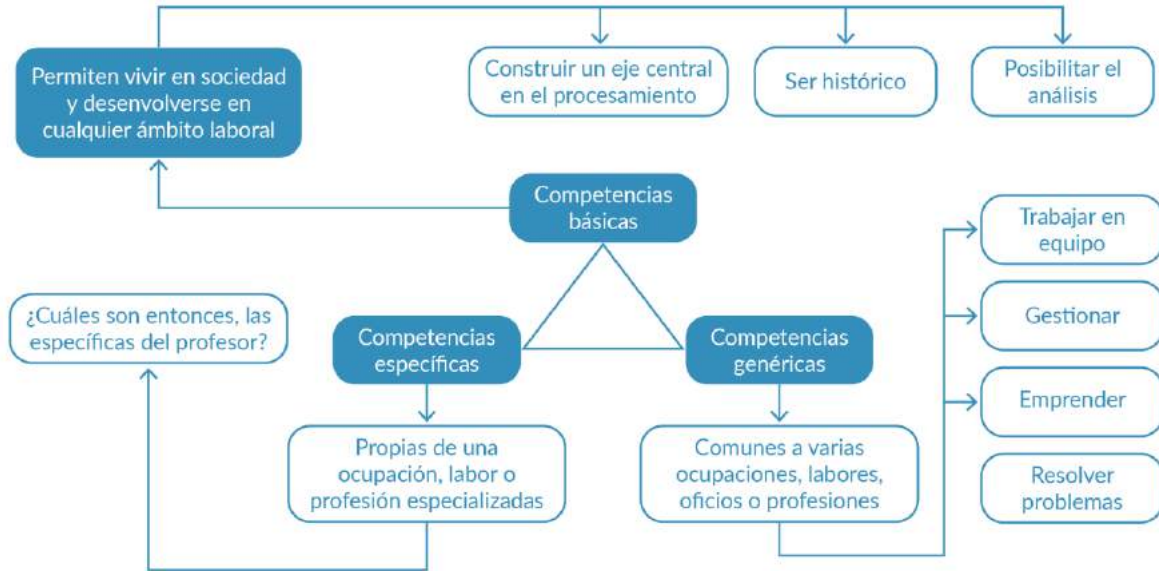 Permiten vivir en sociedad
y desenvolverse en
cualquier ámbito laboral
Construir un eje central
en el procesamiento
Ser histórico
Posibilitar el
análisis
Competencias
básicas
¿Cuáles son entonces, las
específicas del profesor?
Competencias
específicas
Competencias
genéricas
Propias de una
ocupación, labor o
profesión especializadas
Comunes a varias
ocupaciones, labores,
oficios o profesiones
Trabajar en
equipo
Gestionar
Emprender
Resolver
problemas